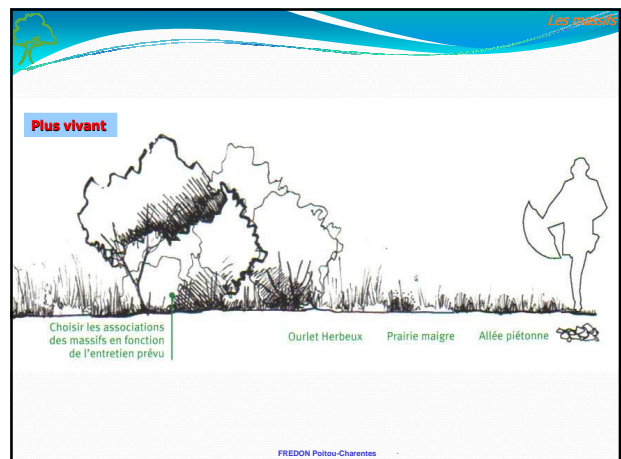 Les massifs
Plus vivant
Choisir les associations
des massifs en fonction
de l'entretien prévu
Ourlet Herbeux
Prairie maigre
Allée piétonne
FREDON Poitou-Charentes